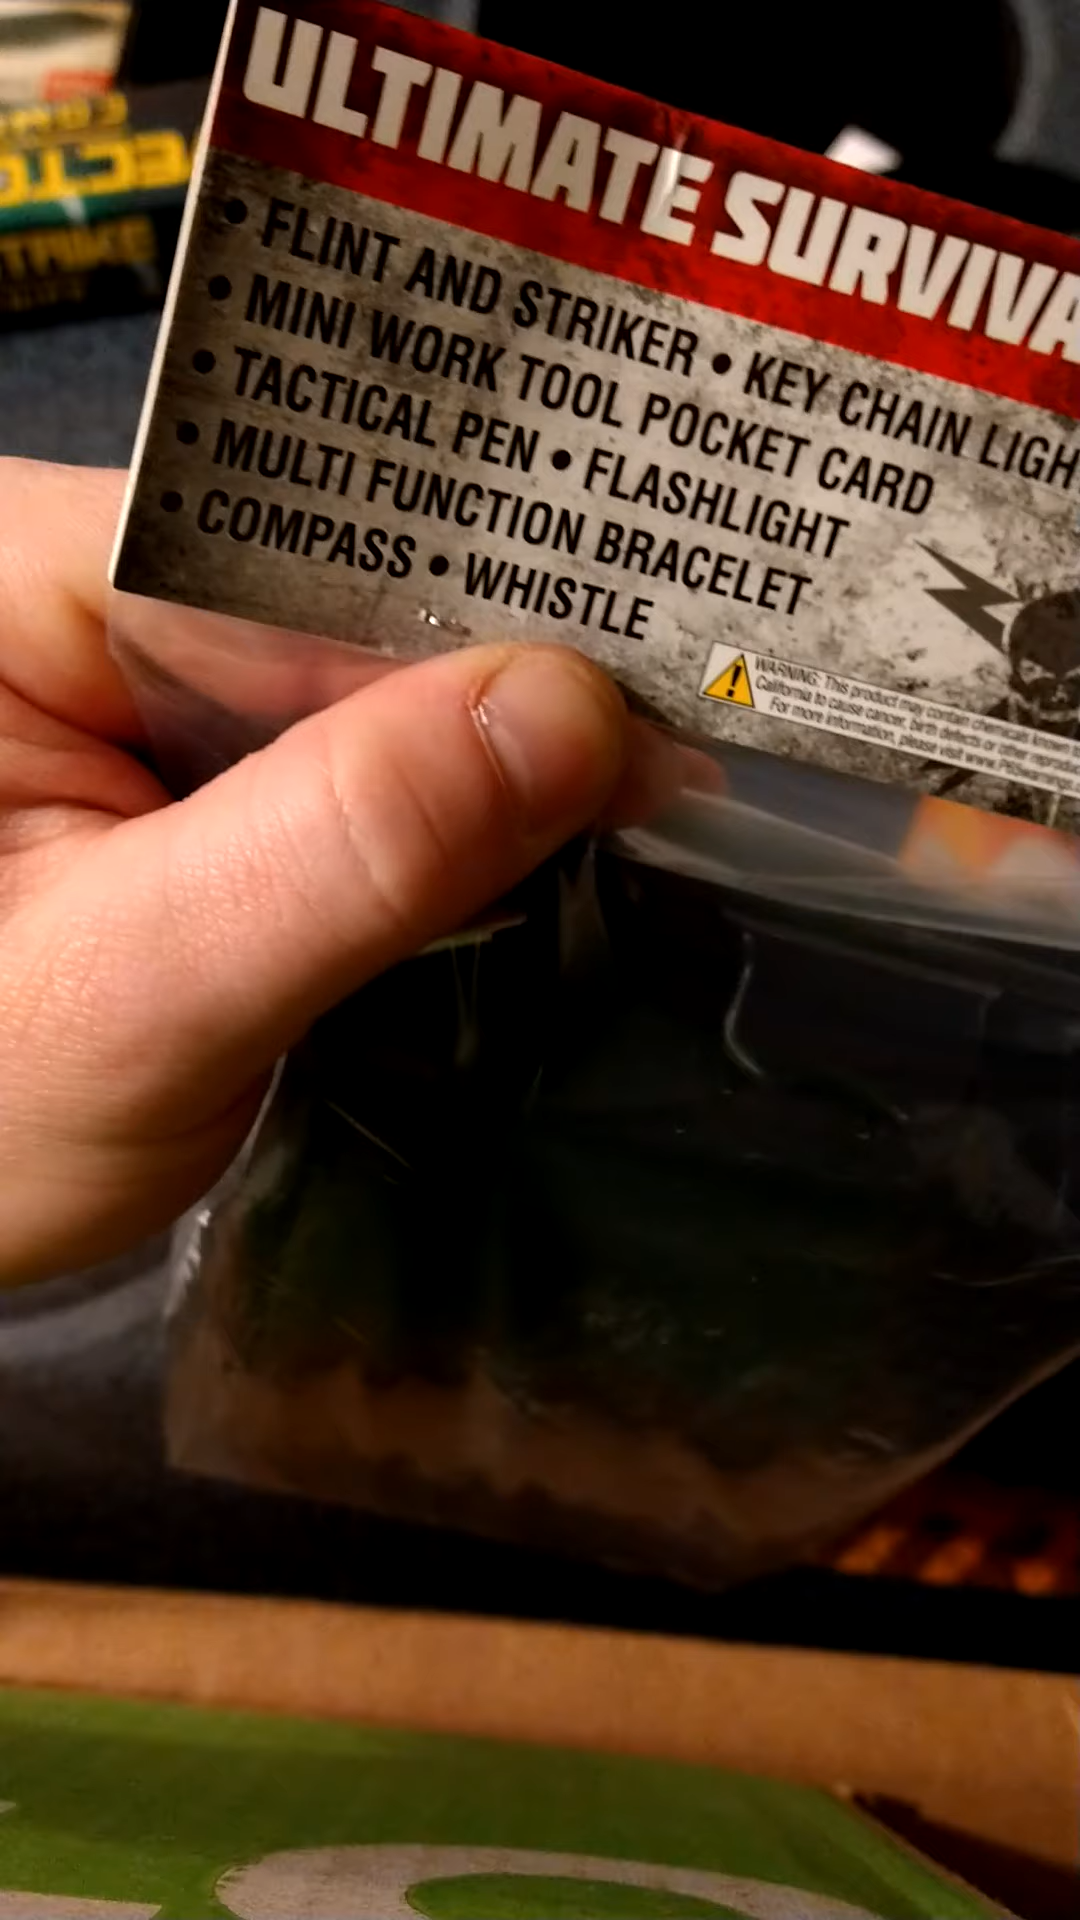 ULTIMATE SURVIVA
• FLINT AND STRIKER • KEY CHAIN LIGH
• MINI WORK TOOL POCKET CARD
• TACTICAL PEN • FLASHLIGHT
• MULTI FUNCTION BRACELET
• COMPASS • WHISTLE
WARNING: This product may contain chemicals known to
California to cause cancer, birth defects or other reproduc
For more information, please visit www.P65warnings